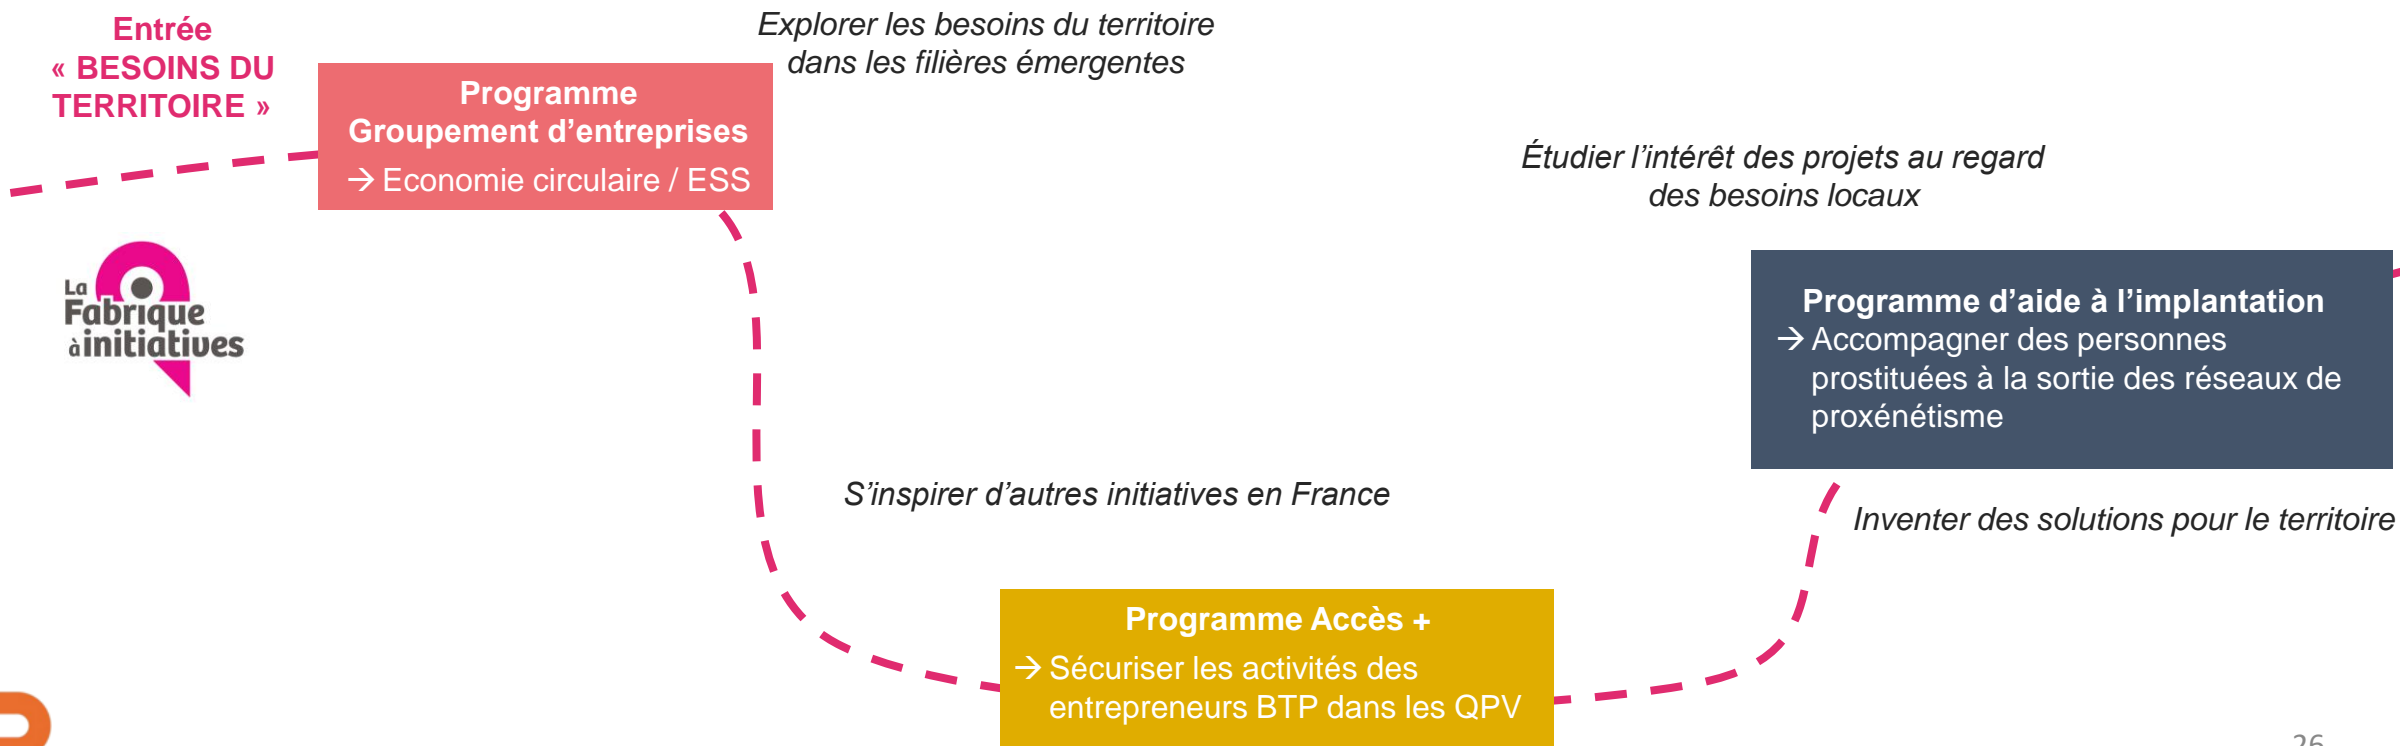 Entrée
« BESOINS DU
TERRITOIRE »
Explorer les besoins du territoire
dans les filières émergentes
Programme
Groupement d’entreprises
→ Economie circulaire / ESS
La
Fabrique
à initiatives
Étudier l’intérêt des projets au regard
des besoins locaux
Programme d’aide à l’implantation
→ Accompagner des personnes
prostituées à la sortie des réseaux de
proxénétisme
S’inspirer d’autres initiatives en France
Inventer des solutions pour le territoire
Programme Accès +
→ Sécuriser les activités des
entrepreneurs BTP dans les QPV
26